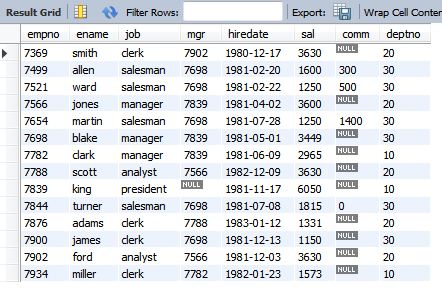 Result Grid Filter Rows: Export: Wrap Cell Conten
empno ename job mgr hiredate sal comm deptno
7369 smith clerk 7902 1980-12-17 3630 NULL 20
7499 allen salesman 7698 1981-02-20 1600 300 30
7521 ward salesman 7698 1981-02-22 1250 500 30
7566 jones manager 7839 1981-04-02 3600 NULL 20
7654 martin salesman 7698 1981-07-28 1250 1400 30
7698 blake manager 7839 1981-05-01 3449 NULL 30
7782 clark manager 7839 1981-06-09 2965 NULL 10
7788 scott analyst 7566 1982-12-09 3630 NULL 20
7839 king president NULL 1981-11-17 6050 NULL 10
7844 turner salesman 7698 1981-07-08 1815 0 30
7876 adams clerk 7788 1983-01-12 1331 NULL 20
7900 james clerk 7698 1981-12-13 1150 NULL 30
7902 ford analyst 7566 1981-12-03 3630 NULL 20
7934 miller clerk 7782 1982-01-23 1573 NULL 10